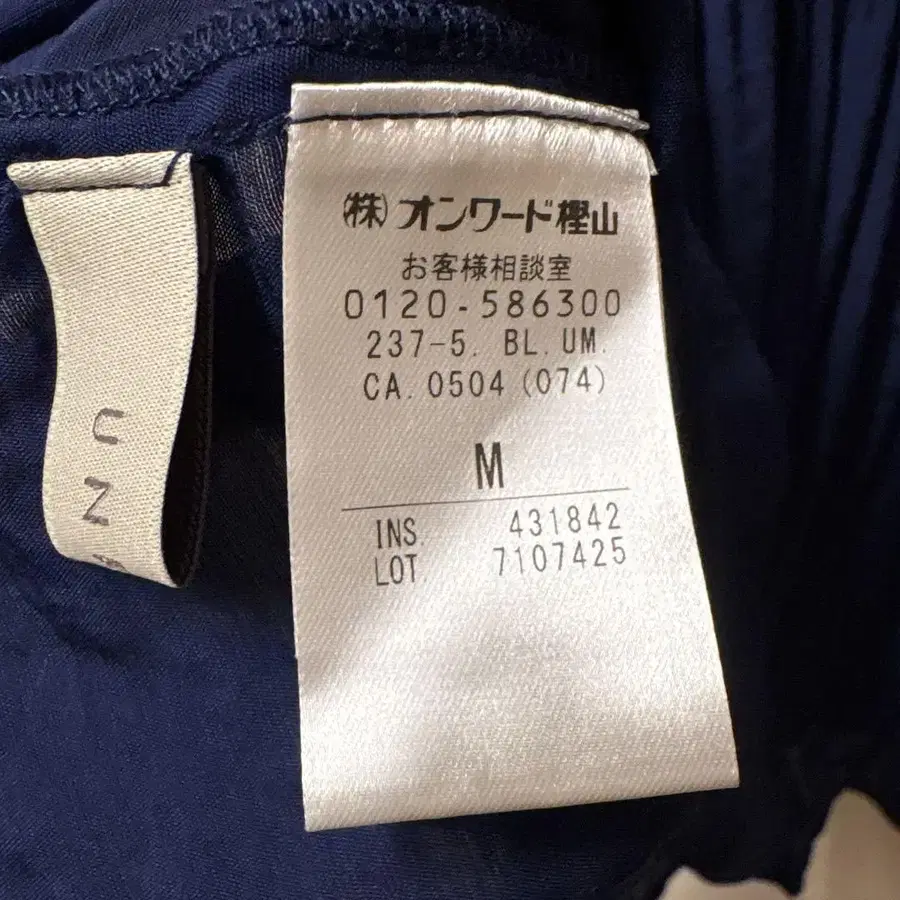 ㈱オンワード樫山
お客様相談室
0120-586300
237-5. BL. UM.
CA. 0504 (074)
M
INS. 431842
LOT. 7107425
UN